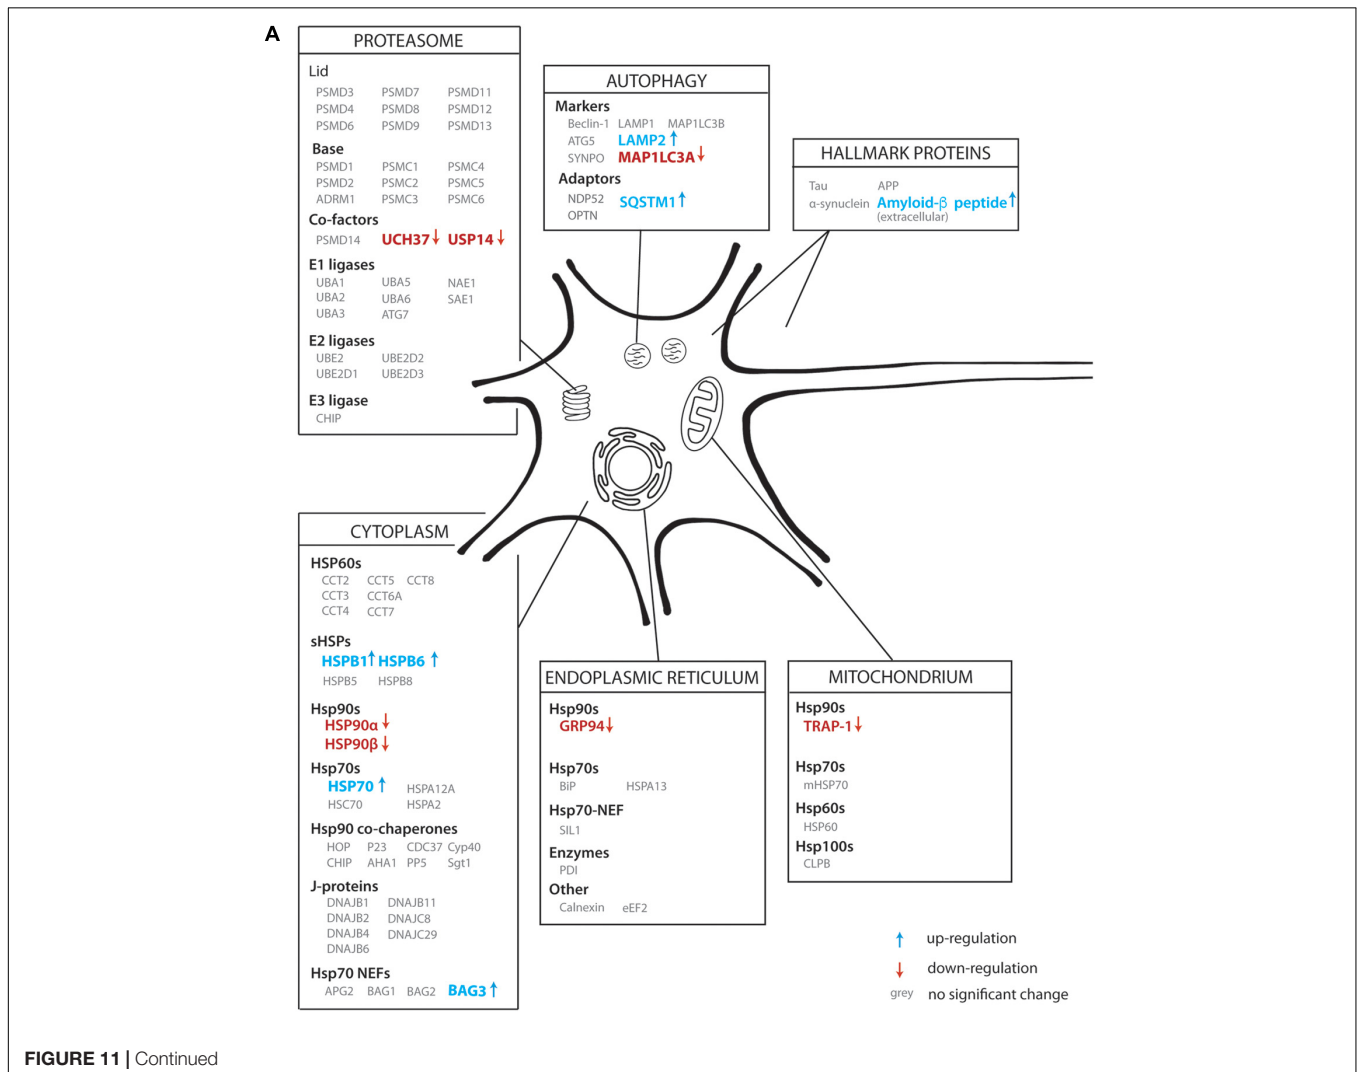 A
PROTEASOME
Lid
PSMD3 PSMD7 PSMD11
PSMD4 PSMD8 PSMD12
PSMD6 PSMD9 PSMD13
Base
PSMD1 PSMC1 PSMC4
PSMD2 PSMC2 PSMC5
ADRM1 PSMC3 PSMC6
Co-factors
PSMD14 UCH37↓ USP14↓
E1 ligases
UBA1 UBA5 NAE1
UBA2 UBA6 SAE1
UBA3 ATG7
E2 ligases
UBE2 UBE2D2
UBE2D1 UBE2D3
E3 ligase
CHIP
AUTOPHAGY
Markers
Beclin-1 LAMP1 MAP1LC3B
ATG5 LAMP2↑
SYNPO MAP1LC3A↓
Adaptors
NDP52 SQSTM1↑
OPTN
HALLMARK PROTEINS
Tau APP
α-synuclein Amyloid-β peptide↑
(extracellular)
CYTOPLASM
HSP60s
CCT2 CCT5 CCT8
CCT3 CCT6A
CCT4 CCT7
sHSPs
HSPB1↑ HSPB6↑
HSPB5 HSPB8
Hsp90s
HSP90α↓
HSP90β↓
Hsp70s
HSP70↑ HSPA12A
HSC70 HSPA2
Hsp90 co-chaperones
HOP P23 CDC37 Cyp40
CHIP AHA1 PP5 Sgt1
J-proteins
DNAJB1 DNAJB11
DNAJB2 DNAJC8
DNAJB4 DNAJC29
DNAJB6
Hsp70 NEFs
APG2 BAG1 BAG2 BAG3↑
ENDOPLASMIC RETICULUM
Hsp90s
GRP94↓
Hsp70s
BiP HSPA13
Hsp70-NEF
SIL1
Enzymes
PDI
Other
Calnexin eEF2
MITOCHONDRIUM
Hsp90s
TRAP-1↓
Hsp70s
mHSP70
Hsp60s
HSP60
Hsp100s
CLPB
↑ up-regulation
↓ down-regulation
grey no significant change
FIGURE 11 | Continued